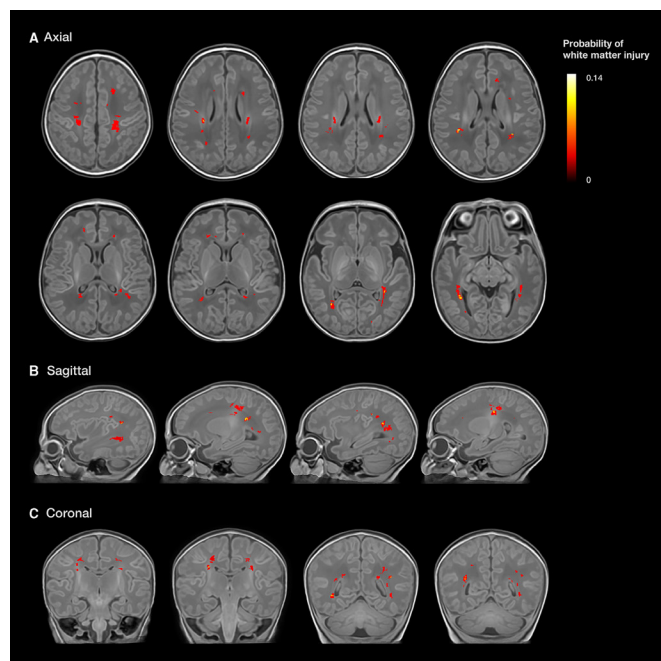 A Axial
Probability of
white matter injury
0.14
0
B Sagittal
C Coronal